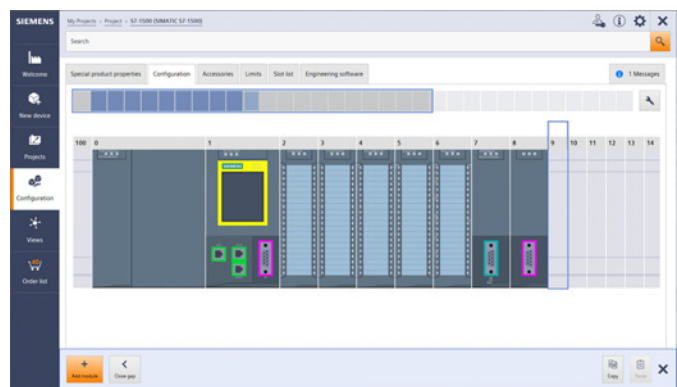 SIEMENS
My Projects › Project › S7-1500 (SIMATIC S7-1500)
Search
Welcome
Special product properties Configuration Accessories Limits Slot list Engineering software
1 Messages
New device
100 0 1 2 3 4 5 6 7 8 9 10 11 12 13 14
Projects
SIEMENS
Configuration
Views
Order list
Add module
Close gap
Copy
Paste